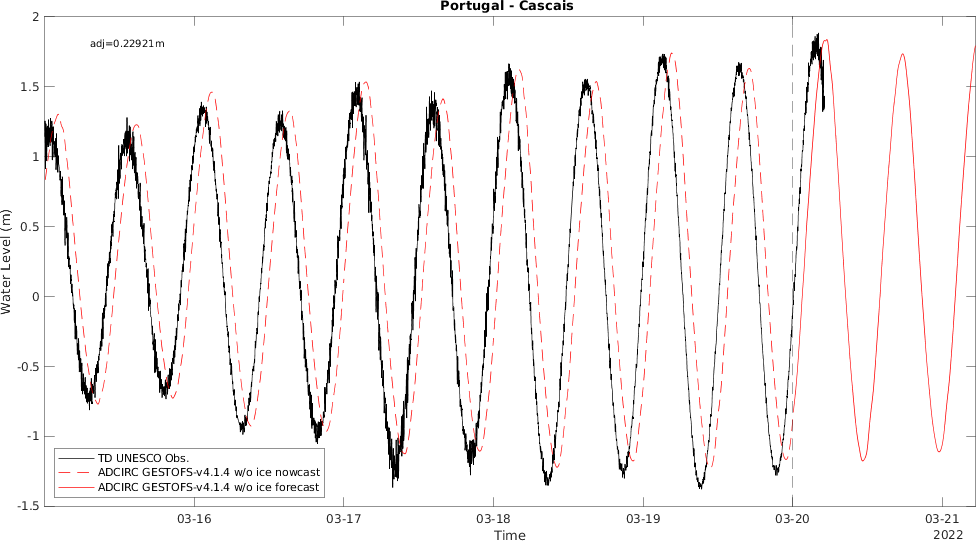 Portugal - Cascais
adj=0.22921m
2
1.5
1
0.5
0
-0.5
-1
-1.5
Water Level (m)
TD UNESCO Obs.
ADCIRC GESTOFS-v4.1.4 w/o ice nowcast
ADCIRC GESTOFS-v4.1.4 w/o ice forecast
03-16 03-17 03-18 03-19 03-20 03-21
Time
2022